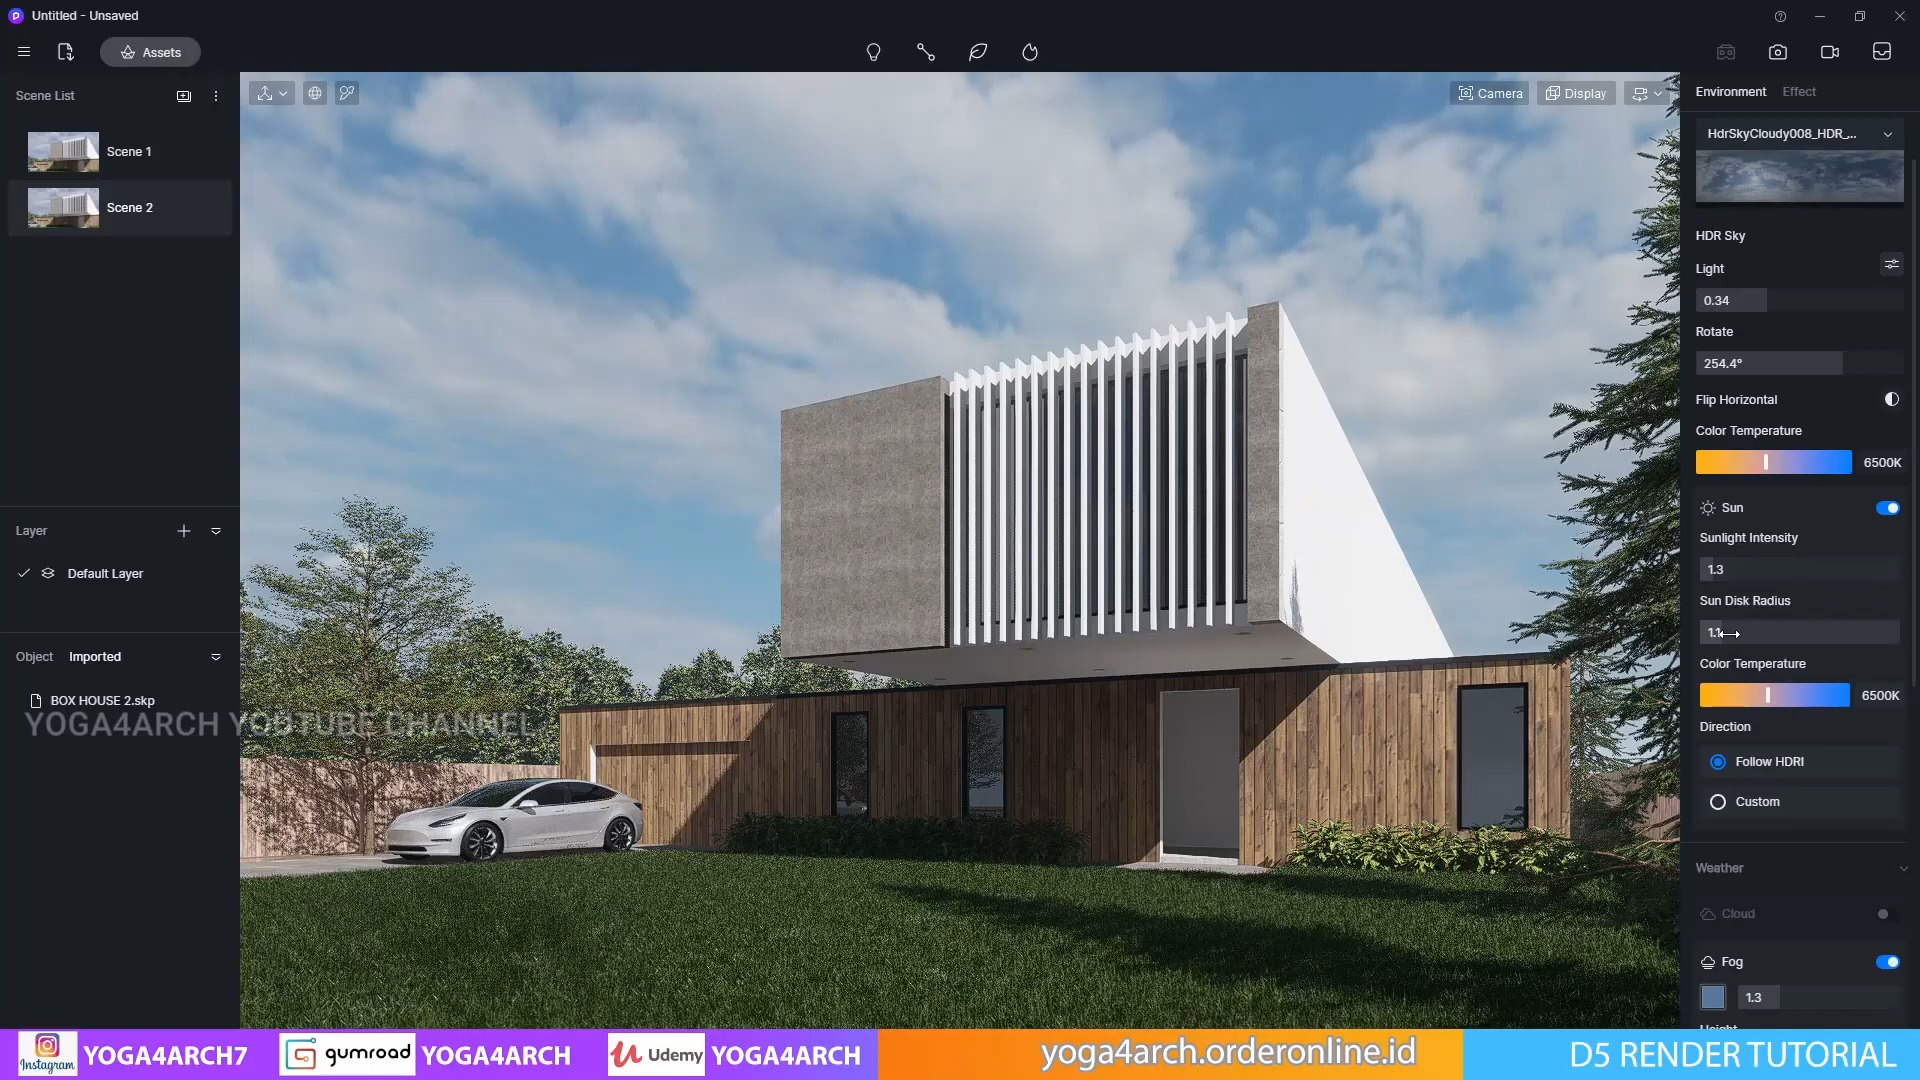 Untitled - Unsaved
Assets
Scene List
Scene 1
Scene 2
Layer
Default Layer
Object Imported
BOX HOUSE 2.skp
YOGA4ARCH YOUTUBE CHANNEL
Camera
Display
Environment Effect
HdrSkyCloudy008_HDR_...
HDR Sky
Light
0.34
Rotate
254.4°
Flip Horizontal
Color Temperature
6500K
Sun
Sunlight Intensity
1.3
Sun Disk Radius
1.1
Color Temperature
6500K
Direction
Follow HDRI
Custom
Weather
Cloud
Fog
1.3
Height
Instagram YOGA4ARCH7 gumroad YOGA4ARCH Udemy YOGA4ARCH yoga4arch.orderonline.id D5 RENDER TUTORIAL